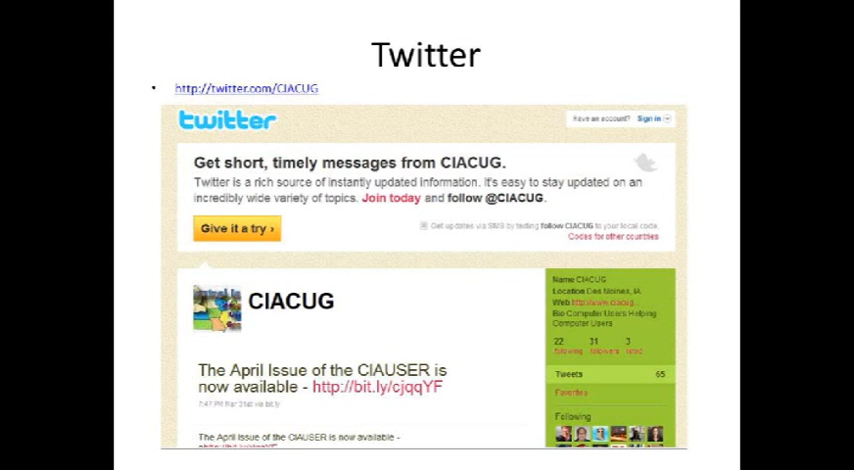 Twitter
• http://twitter.com/CIACUG
twitter
Have an account? Sign in
Get short, timely messages from CIACUG.
Twitter is a rich source of instantly updated information. It's easy to stay updated on an
incredibly wide variety of topics. Join today and follow @CIACUG.
Give it a try ›
Get updates via SMS by texting follow CIACUG to your local code.
Codes for other countries
CIACUG
The April Issue of the CIAUSER is
now available - http://bit.ly/cjqqYF
The April Issue of the CIAUSER is now available -
Name CIACUG
Location Des Moines, IA
Web http://www.ciacug...
Bio Computer Users Helping
Computer Users
22 31 3
following followers listed
Tweets 65
Favorites
Following